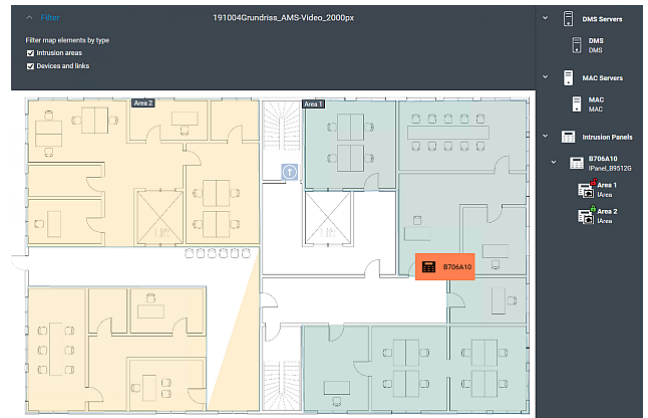 Filter
191004Grundriss_AMS-Video_2000px
Filter map elements by type
Intrusion areas
Devices and links
Area 2
Area 1
B706A10
DMS Servers
DMS
DMS
MAC Servers
MAC
MAC
Intrusion Panels
B706A10
IPanel_B9512G
Area 1
IArea
Area 2
IArea